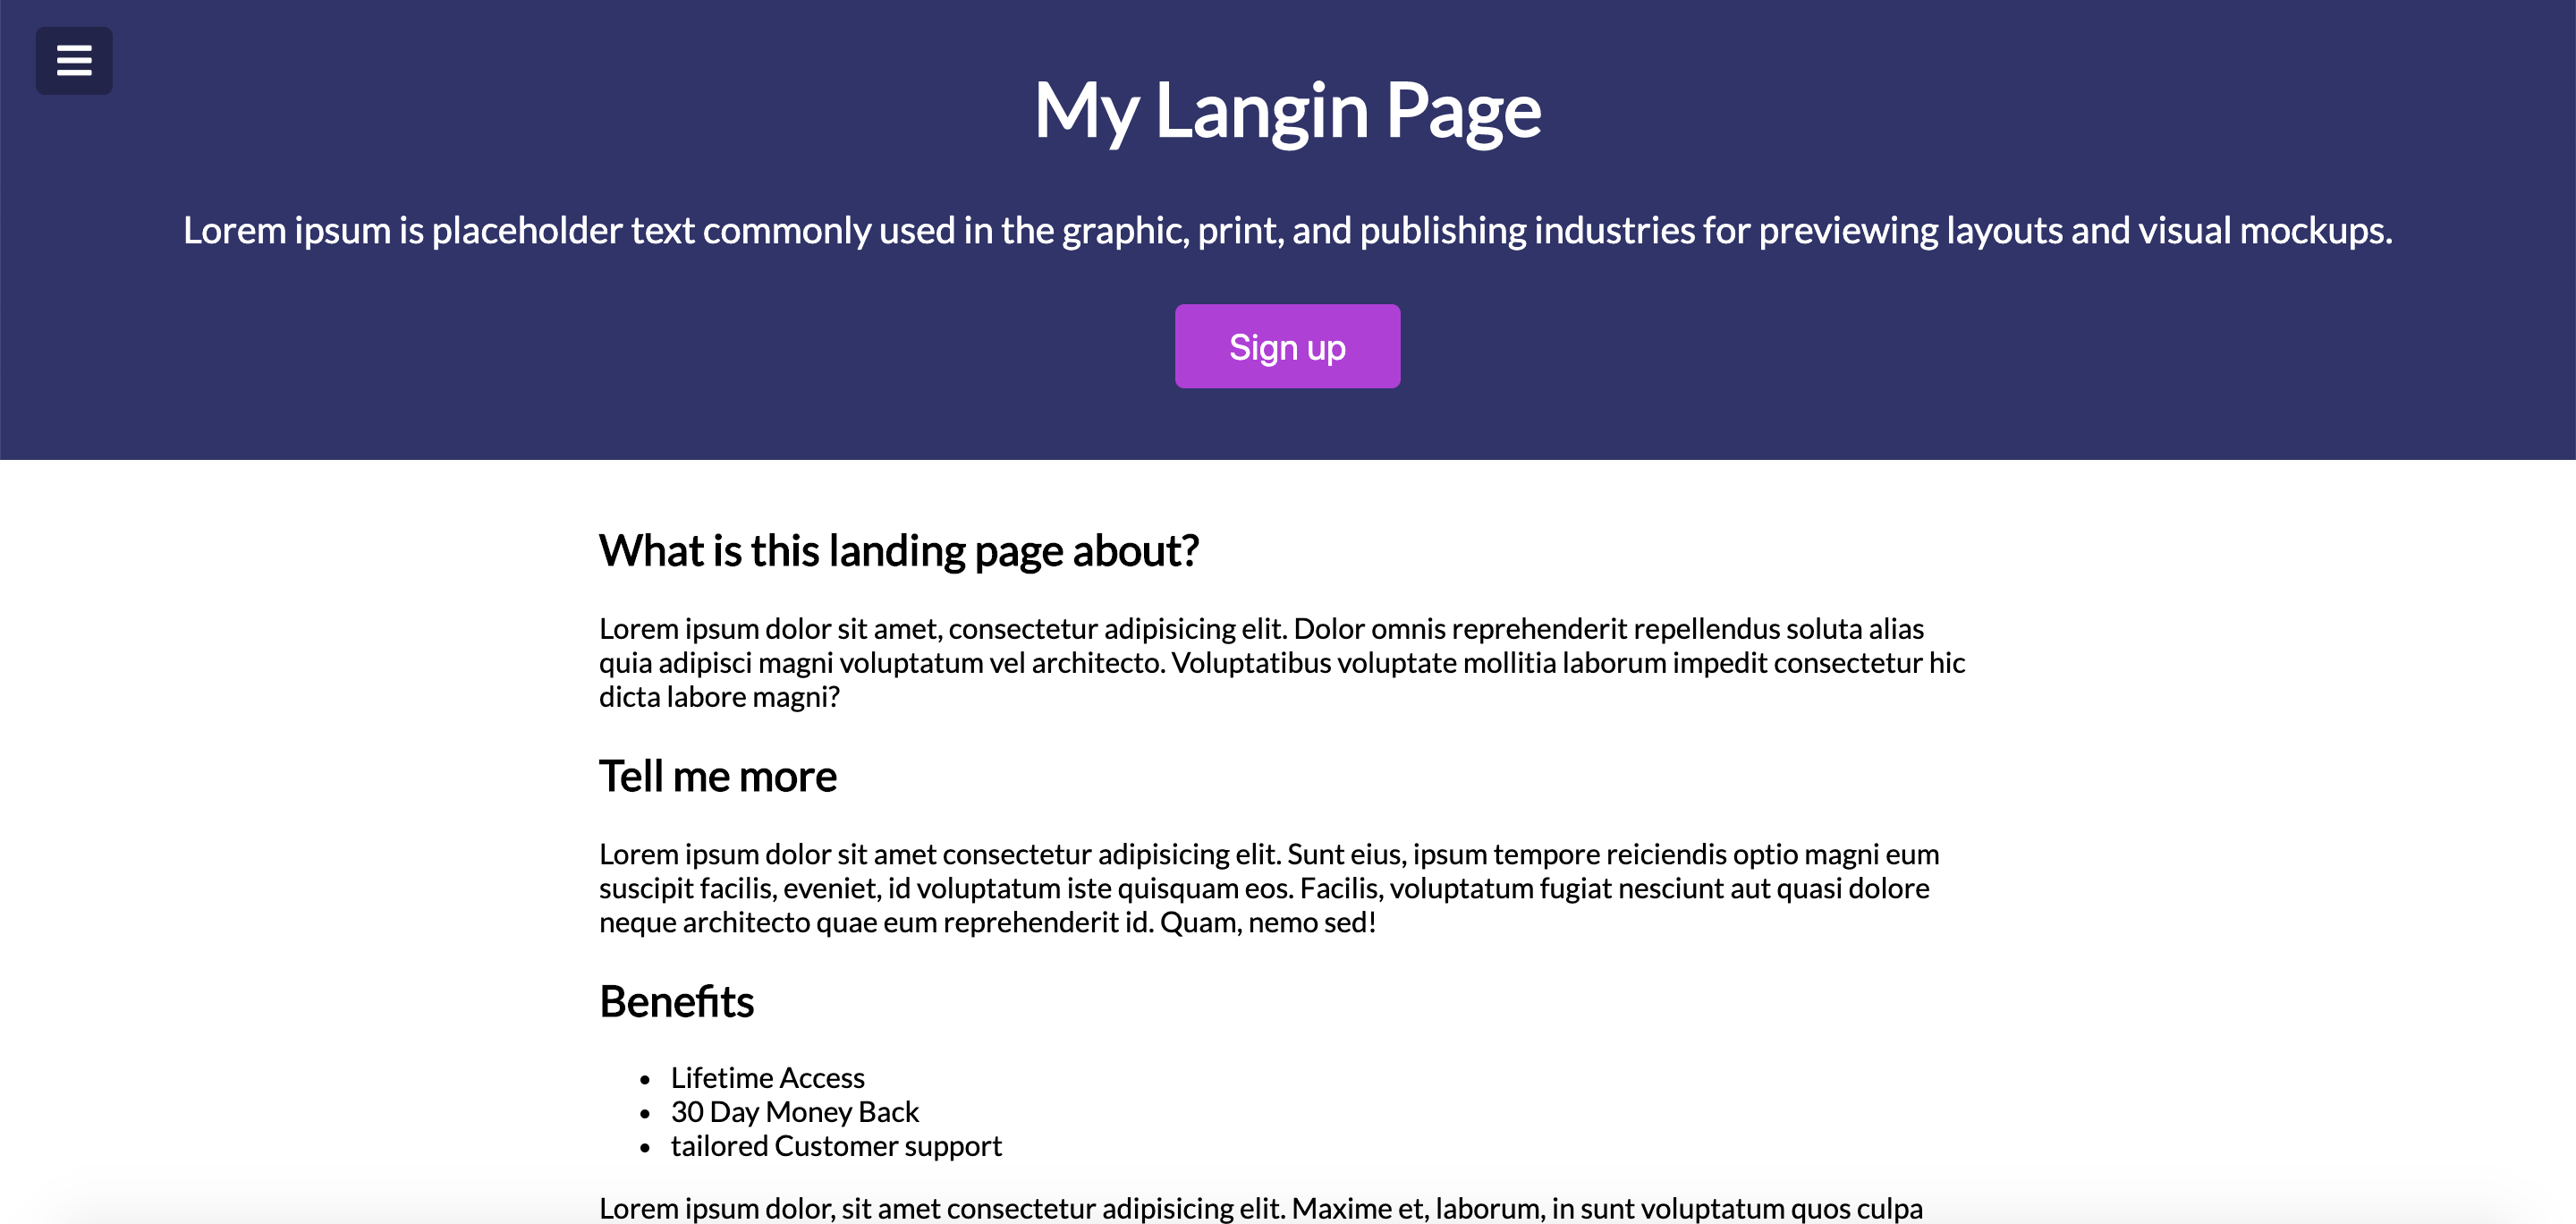 My Langin Page
Lorem ipsum is placeholder text commonly used in the graphic, print, and publishing industries for previewing layouts and visual mockups.
Sign up
What is this landing page about?
Lorem ipsum dolor sit amet, consectetur adipisicing elit. Dolor omnis reprehenderit repellendus soluta alias
quia adipisci magni voluptatum vel architecto. Voluptatibus voluptate mollitia laborum impedit consectetur hic
dicta labore magni?
Tell me more
Lorem ipsum dolor sit amet consectetur adipisicing elit. Sunt eius, ipsum tempore reiciendis optio magni eum
suscipit facilis, eveniet, id voluptatum iste quisquam eos. Facilis, voluptatum fugiat nesciunt aut quasi dolore
neque architecto quae eum reprehenderit id. Quam, nemo sed!
Benefits
• Lifetime Access
• 30 Day Money Back
• tailored Customer support
Lorem ipsum dolor, sit amet consectetur adipisicing elit. Maxime et, laborum, in sunt voluptatum quos culpa